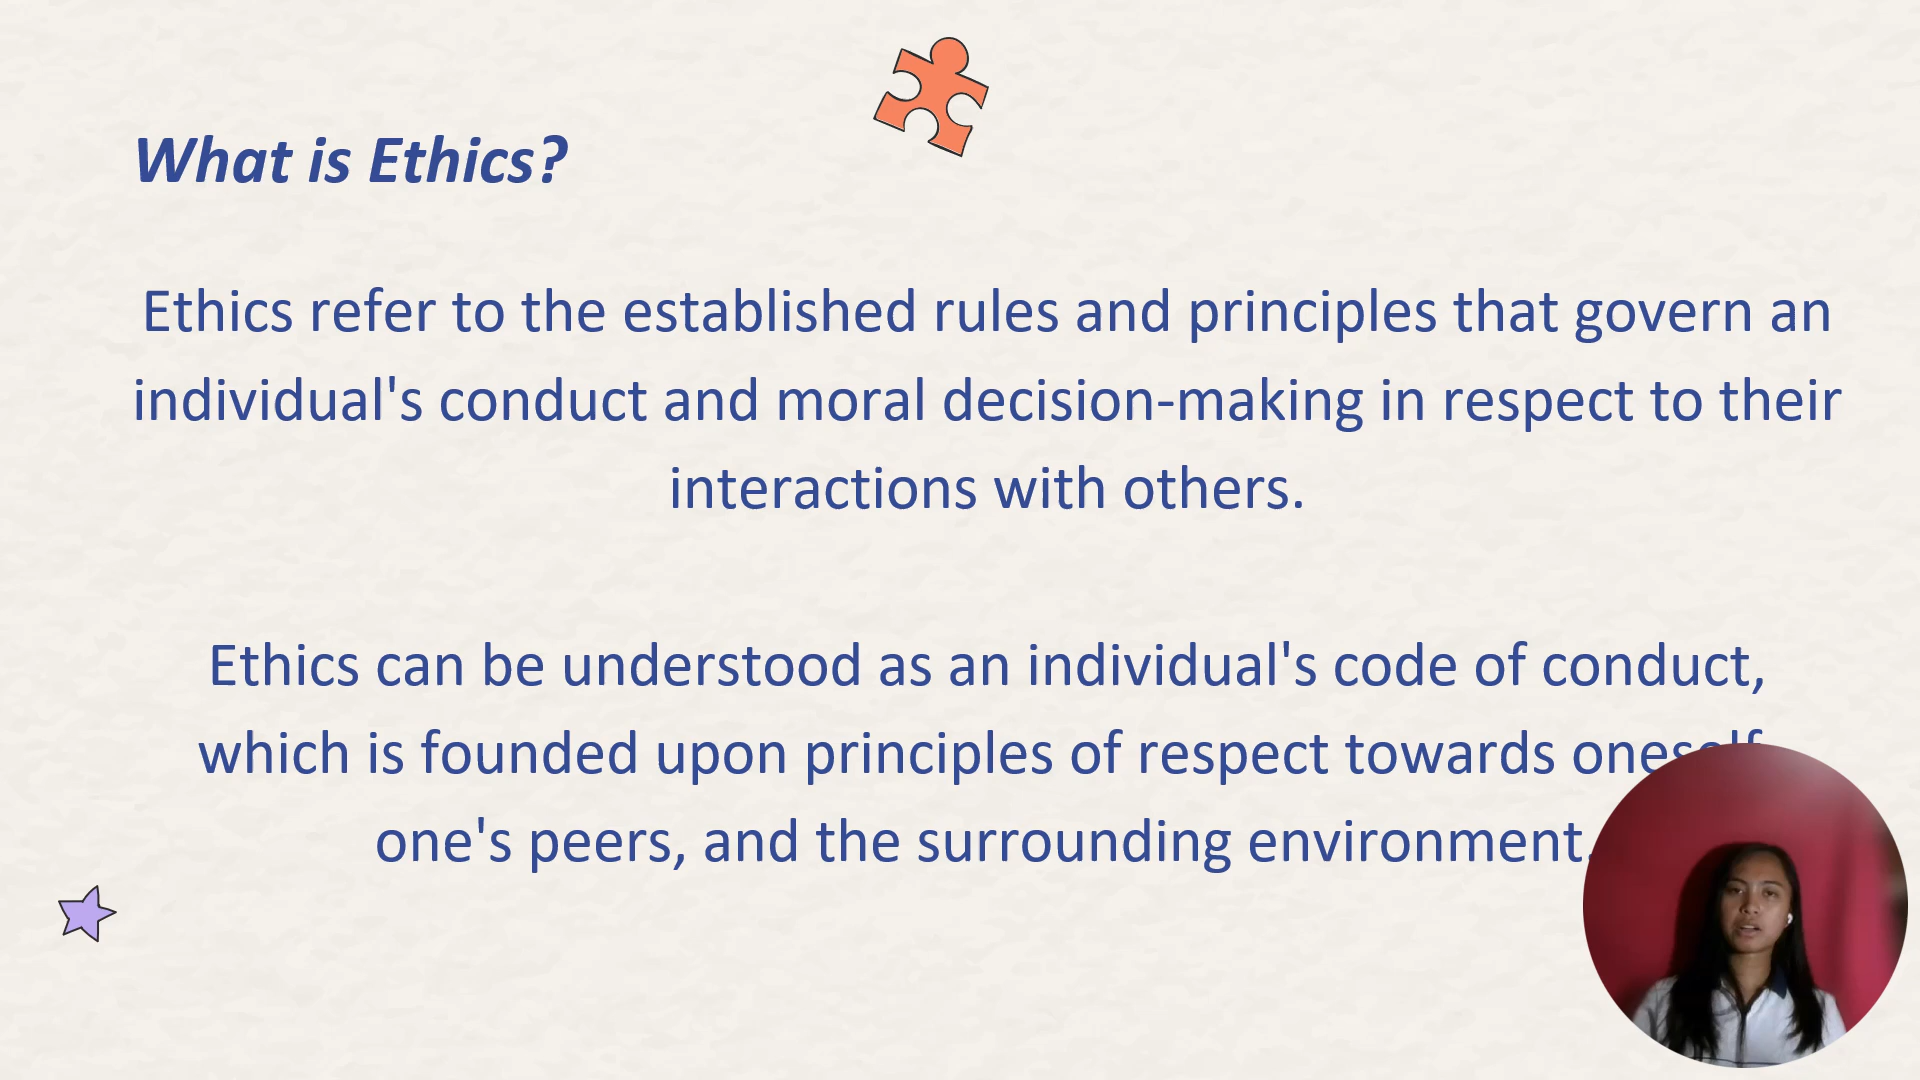 What is Ethics?
Ethics refer to the established rules and principles that govern an
individual's conduct and moral decision-making in respect to their
interactions with others.
Ethics can be understood as an individual's code of conduct,
which is founded upon principles of respect towards oneself
one's peers, and the surrounding environment.